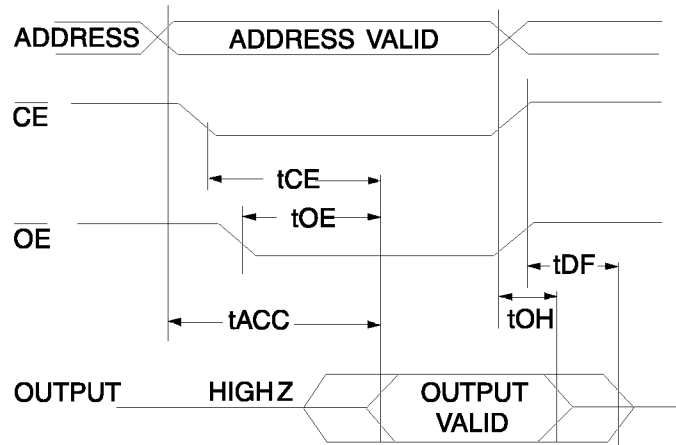 ADDRESS
ADDRESS VALID
CE
tCE
tOE
OE
tDF
tACC
tOH
OUTPUT
HIGH Z
OUTPUT
VALID